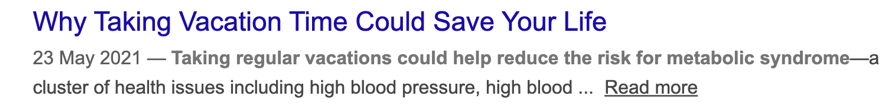 Why Taking Vacation Time Could Save Your Life
23 May 2021 — Taking regular vacations could help reduce the risk for metabolic syndrome—a
cluster of health issues including high blood pressure, high blood ... Read more